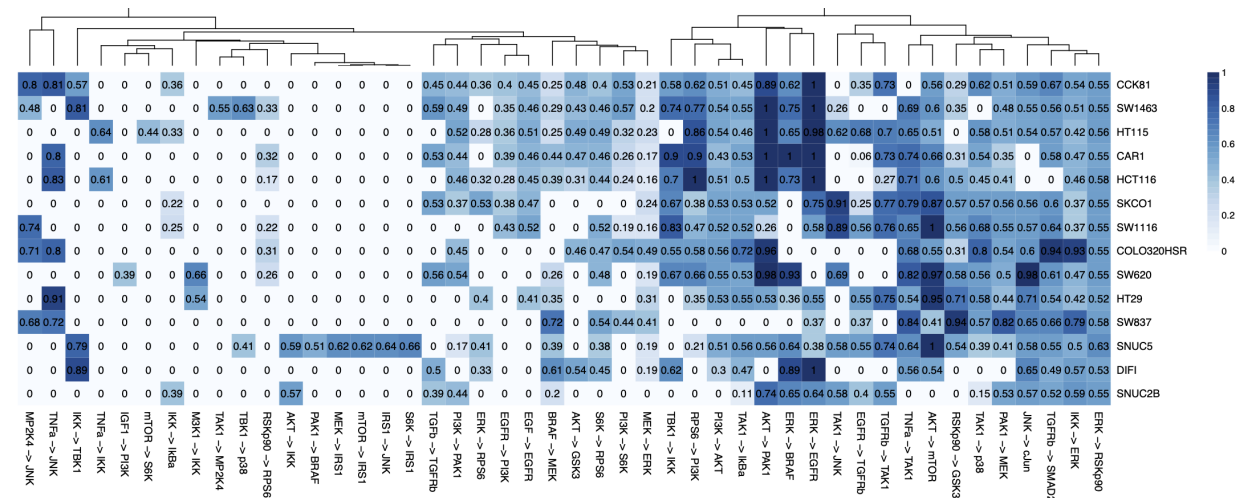 0.8 0.81 0.57 0 0 0 0.36 0 0 0 0 0 0 0 0 0 0 0.45 0.44 0.36 0.4 0.45 0.25 0.48 0.4 0.53 0.21 0.58 0.62 0.51 0.45 0.89 0.62 1 0 0.35 0.73 0 0.56 0.29 0.62 0.51 0.59 0.67 0.54 0.55 CCK81
0.48 0 0.81 0 0 0 0 0 0.55 0.63 0.33 0 0 0 0 0 0 0.59 0.49 0 0.35 0.46 0.29 0.43 0.46 0.57 0.2 0.74 0.77 0.54 0.48 1 0.75 1 0.26 0 0 0.69 0.6 0.35 0 0.48 0.55 0.56 0.51 0.55 SW1463
0 0 0 0.64 0 0.44 0.33 0 0 0 0 0 0 0 0 0 0 0 0.52 0.28 0.36 0.51 0.25 0.49 0.49 0.32 0.23 0 0.86 0.54 0.46 1 0.65 0.98 0.62 0.68 0.7 0.65 0.51 0 0.58 0.51 0.54 0.57 0.42 0.56 HT115
0 0.8 0 0 0 0 0 0 0 0 0.32 0 0 0 0 0 0 0.53 0.44 0 0.39 0.46 0.44 0.47 0.46 0.26 0.17 0.9 0.9 0.43 0.53 1 1 1 0 0.06 0.73 0.74 0.66 0.31 0.54 0.35 0 0.58 0.47 0.55 CAR1
0 0.83 0 0.61 0 0 0 0 0 0 0.17 0 0 0 0 0 0 0 0.46 0.32 0.28 0.45 0.39 0.31 0.44 0.24 0.16 0.7 1 0.45 0.5 1 0.73 1 0 0 0.27 0.71 0.6 0.5 0.45 0.41 0 0 0.46 0.58 HCT116
0 0 0 0 0 0 0.22 0 0 0 0 0 0 0 0 0 0 0.53 0.37 0.53 0.38 0.47 0 0 0 0 0 0.67 0.38 0.53 0.53 0.52 0 0.75 0.91 0.25 0.77 0.79 0.87 0.57 0.57 0.56 0.56 0.6 0.37 0.55 SKCO1
0.74 0 0 0 0 0 0.25 0 0 0 0.22 0 0 0 0 0 0 0 0 0 0.43 0.52 0 0 0.52 0.19 0.16 0.83 0.47 0.52 0.52 0.26 0 0.58 0.89 0.56 0.76 0.65 1 0.56 0.68 0.55 0.57 0.64 0.37 0.55 SW1116
0.71 0.8 0 0 0 0 0 0 0 0 0.31 0 0 0 0 0 0 0 0.45 0 0 0 0 0.46 0.47 0.54 0.49 0.55 0.58 0.56 0.72 0.96 0 0 0 0 0 0.68 0.55 0.31 0.8 0.54 0.6 0.94 0.93 0.55 COLO320HSR
0 0 0 0 0.39 0 0 0.66 0 0 0.26 0 0 0 0 0 0 0.56 0.54 0 0 0 0.26 0 0.48 0 0.19 0.67 0.66 0.55 0.4 0.98 0.93 0 0.69 0 0 0.82 0.97 0.58 0.56 0.5 0.98 0.61 0.47 0.55 SW620
0 0.91 0 0 0 0 0 0.54 0 0 0 0 0 0 0 0 0 0 0 0.4 0 0.41 0.35 0 0 0 0.31 0 0.35 0.53 0.55 0.53 0.36 0.55 0 0.55 0.75 0.54 0.95 0.71 0.58 0.44 0.71 0.54 0.42 0.52 HT29
0.68 0.72 0 0 0 0 0 0 0 0 0 0 0 0 0 0 0 0 0 0 0 0 0.72 0 0.54 0.44 0.41 0 0 0 0 0 0 0.37 0 0.37 0 0.84 0.41 0.94 0.57 0.82 0.65 0.66 0.79 0.58 SW837
0 0 0.79 0 0 0 0 0 0 0.41 0 0.59 0.51 0.62 0.62 0.64 0.66 0 0.17 0.41 0 0 0.39 0 0.38 0 0.19 0 0.21 0.51 0.56 0.56 0.64 0.38 0.58 0.55 0.74 0.64 1 0.54 0.39 0.41 0.58 0.55 0.5 0.63 SNUC5
0 0 0.89 0 0 0 0 0 0 0 0 0 0 0 0 0 0 0.5 0 0.33 0 0 0.61 0.54 0.45 0 0.19 0.62 0 0.3 0.47 0 0.89 1 0 0 0 0.56 0.54 0 0 0 0.65 0.49 0.57 0.53 DIFI
0 0 0 0 0 0 0.39 0 0 0 0 0.57 0 0 0 0 0 0.39 0.44 0 0 0 0.2 0 0 0 0 0 0 0 0.11 0.74 0.65 0.64 0.58 0.4 0.55 0 0 0 0.15 0.53 0.57 0.52 0.59 0.55 SNUC2B
MP2K4 -> JNK
TNFa -> JNK
IKK -> TBK1
TNFa -> IKK
IGF1 -> PI3K
mTOR -> S6K
IKK -> IkBa
M3K1 -> IKK
TAK1 -> MP2K4
TBK1 -> p38
RSKp90 -> RPS6
AKT -> IKK
PAK1 -> BRAF
MEK -> IRS1
mTOR -> IRS1
IRS1 -> JNK
S6K -> IRS1
TGFb -> TGFRb
PI3K -> PAK1
ERK -> RPS6
EGFR -> PI3K
EGF -> EGFR
BRAF -> MEK
AKT -> GSK3
S6K -> RPS6
PI3K -> S6K
MEK -> ERK
TBK1 -> IKK
RPS6 -> PI3K
PI3K -> AKT
TAK1 -> IkBa
AKT -> PAK1
ERK -> BRAF
ERK -> EGFR
TAK1 -> JNK
EGFR -> TGFRb
TGFRb -> TAK1
TNFa -> TAK1
AKT -> mTOR
RSKp90 -> GSK3
TAK1 -> p38
PAK1 -> MEK
JNK -> cJun
TGFRb -> SMAD2
IKK -> ERK
ERK -> RSKp90
1
0.8
0.6
0.4
0.2
0